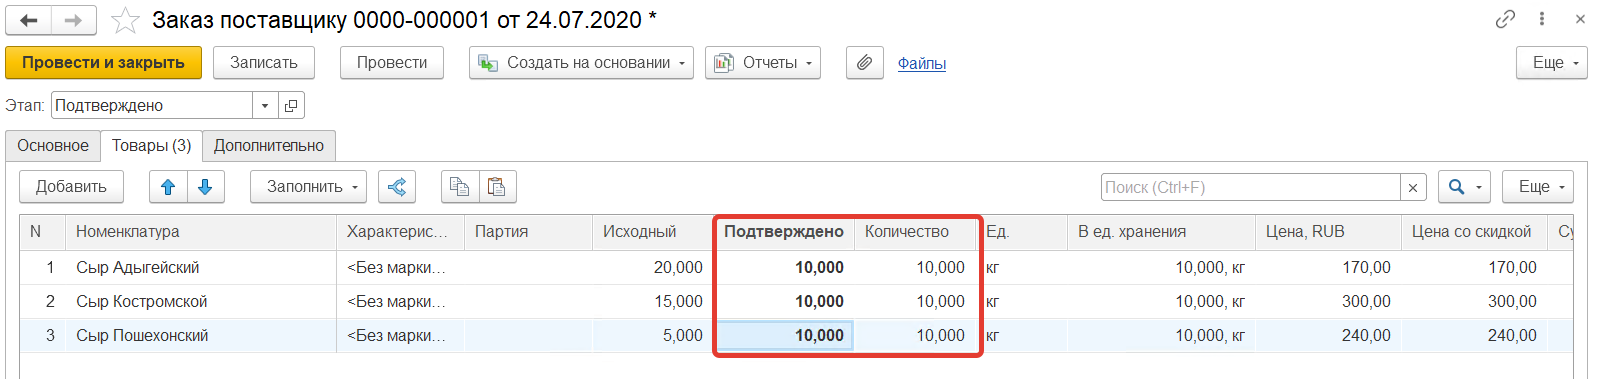 Заказ поставщику 0000-000001 от 24.07.2020 *
Провести и закрыть Записать Провести Создать на основании Отчеты Файлы Еще
Этап: Подтверждено
Основное Товары (3) Дополнительно
Добавить Заполнить Поиск (Ctrl+F) × Еще
N Номенклатура Характерис... Партия Исходный Подтверждено Количество Ед. В ед. хранения Цена, RUB Цена со скидкой Су
1 Сыр Адыгейский <Без марки... 20,000 10,000 10,000 кг 10,000, кг 170,00 170,00
2 Сыр Костромской <Без марки... 15,000 10,000 10,000 кг 10,000, кг 300,00 300,00
3 Сыр Пошехонский <Без марки... 5,000 10,000 10,000 кг 10,000, кг 240,00 240,00